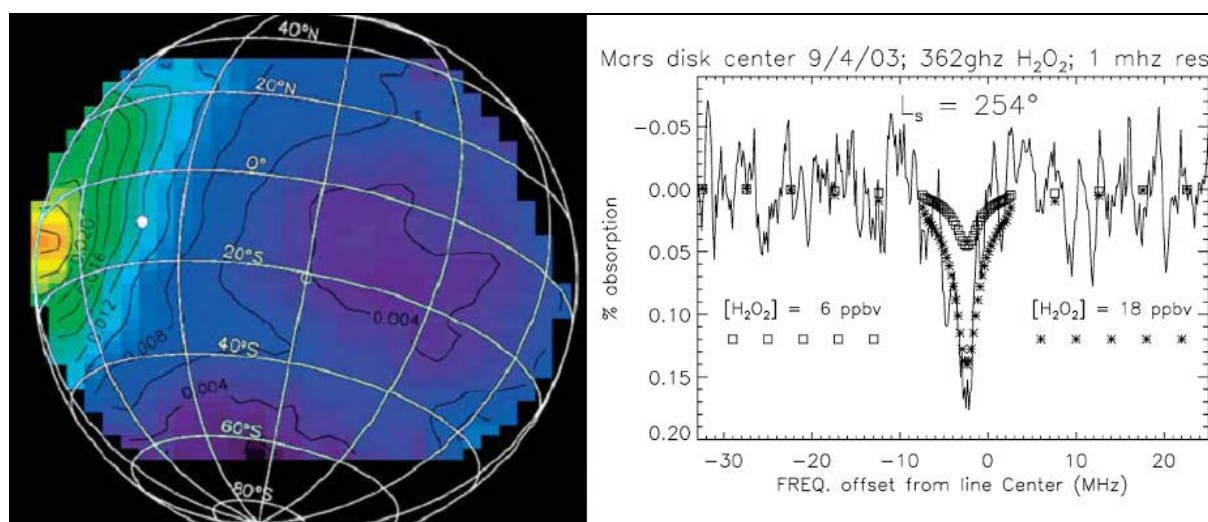 40°N
20°N
0°
20°S
40°S
60°S
80°S
0.020
0.016
0.012
0.008
0.004
0.004
Mars disk center 9/4/03; 362ghz H₂O₂; 1 mhz res
Lₛ = 254°
% absorption
-0.05
0.00
0.05
0.10
0.15
0.20
[H₂O₂] = 6 ppbv
[H₂O₂] = 18 ppbv
-30 -20 -10 0 10 20
FREQ. offset from line Center (MHz)